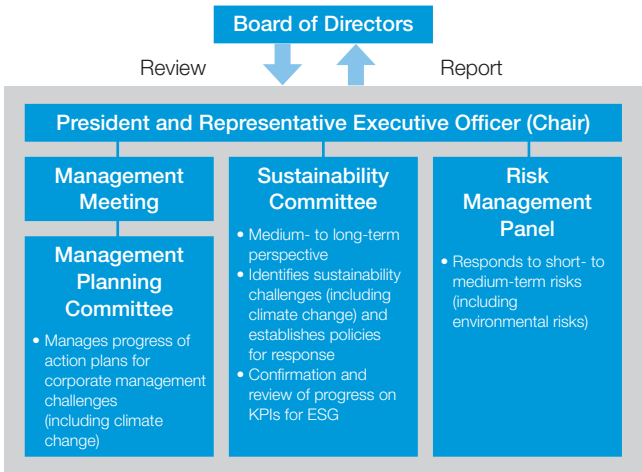 Board of Directors
Review
Report
President and Representative Executive Officer (Chair)
Management
Meeting
Management
Planning
Committee
• Manages progress of
action plans for
corporate management
challenges
(including climate
change)
Sustainability
Committee
• Medium- to long-term
perspective
• Identifies sustainability
challenges (including
climate change) and
establishes policies
for response
• Confirmation and
review of progress on
KPIs for ESG
Risk
Management
Panel
• Responds to short- to
medium-term risks
(including
environmental risks)